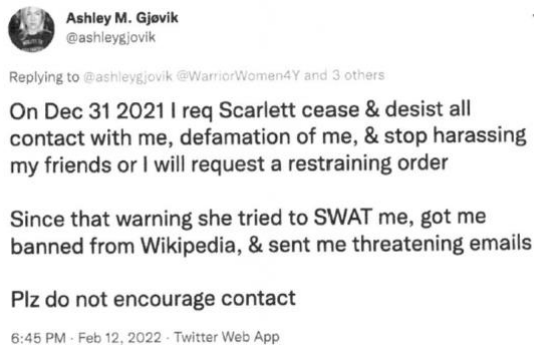 Ashley M. Gjøvik
@ashleygjovik
Replying to @ashleygjovik @WarriorWomen4Y and 3 others
On Dec 31 2021 I req Scarlett cease & desist all
contact with me, defamation of me, & stop harassing
my friends or I will request a restraining order
Since that warning she tried to SWAT me, got me
banned from Wikipedia, & sent me threatening emails
Plz do not encourage contact
6:45 PM · Feb 12, 2022 · Twitter Web App